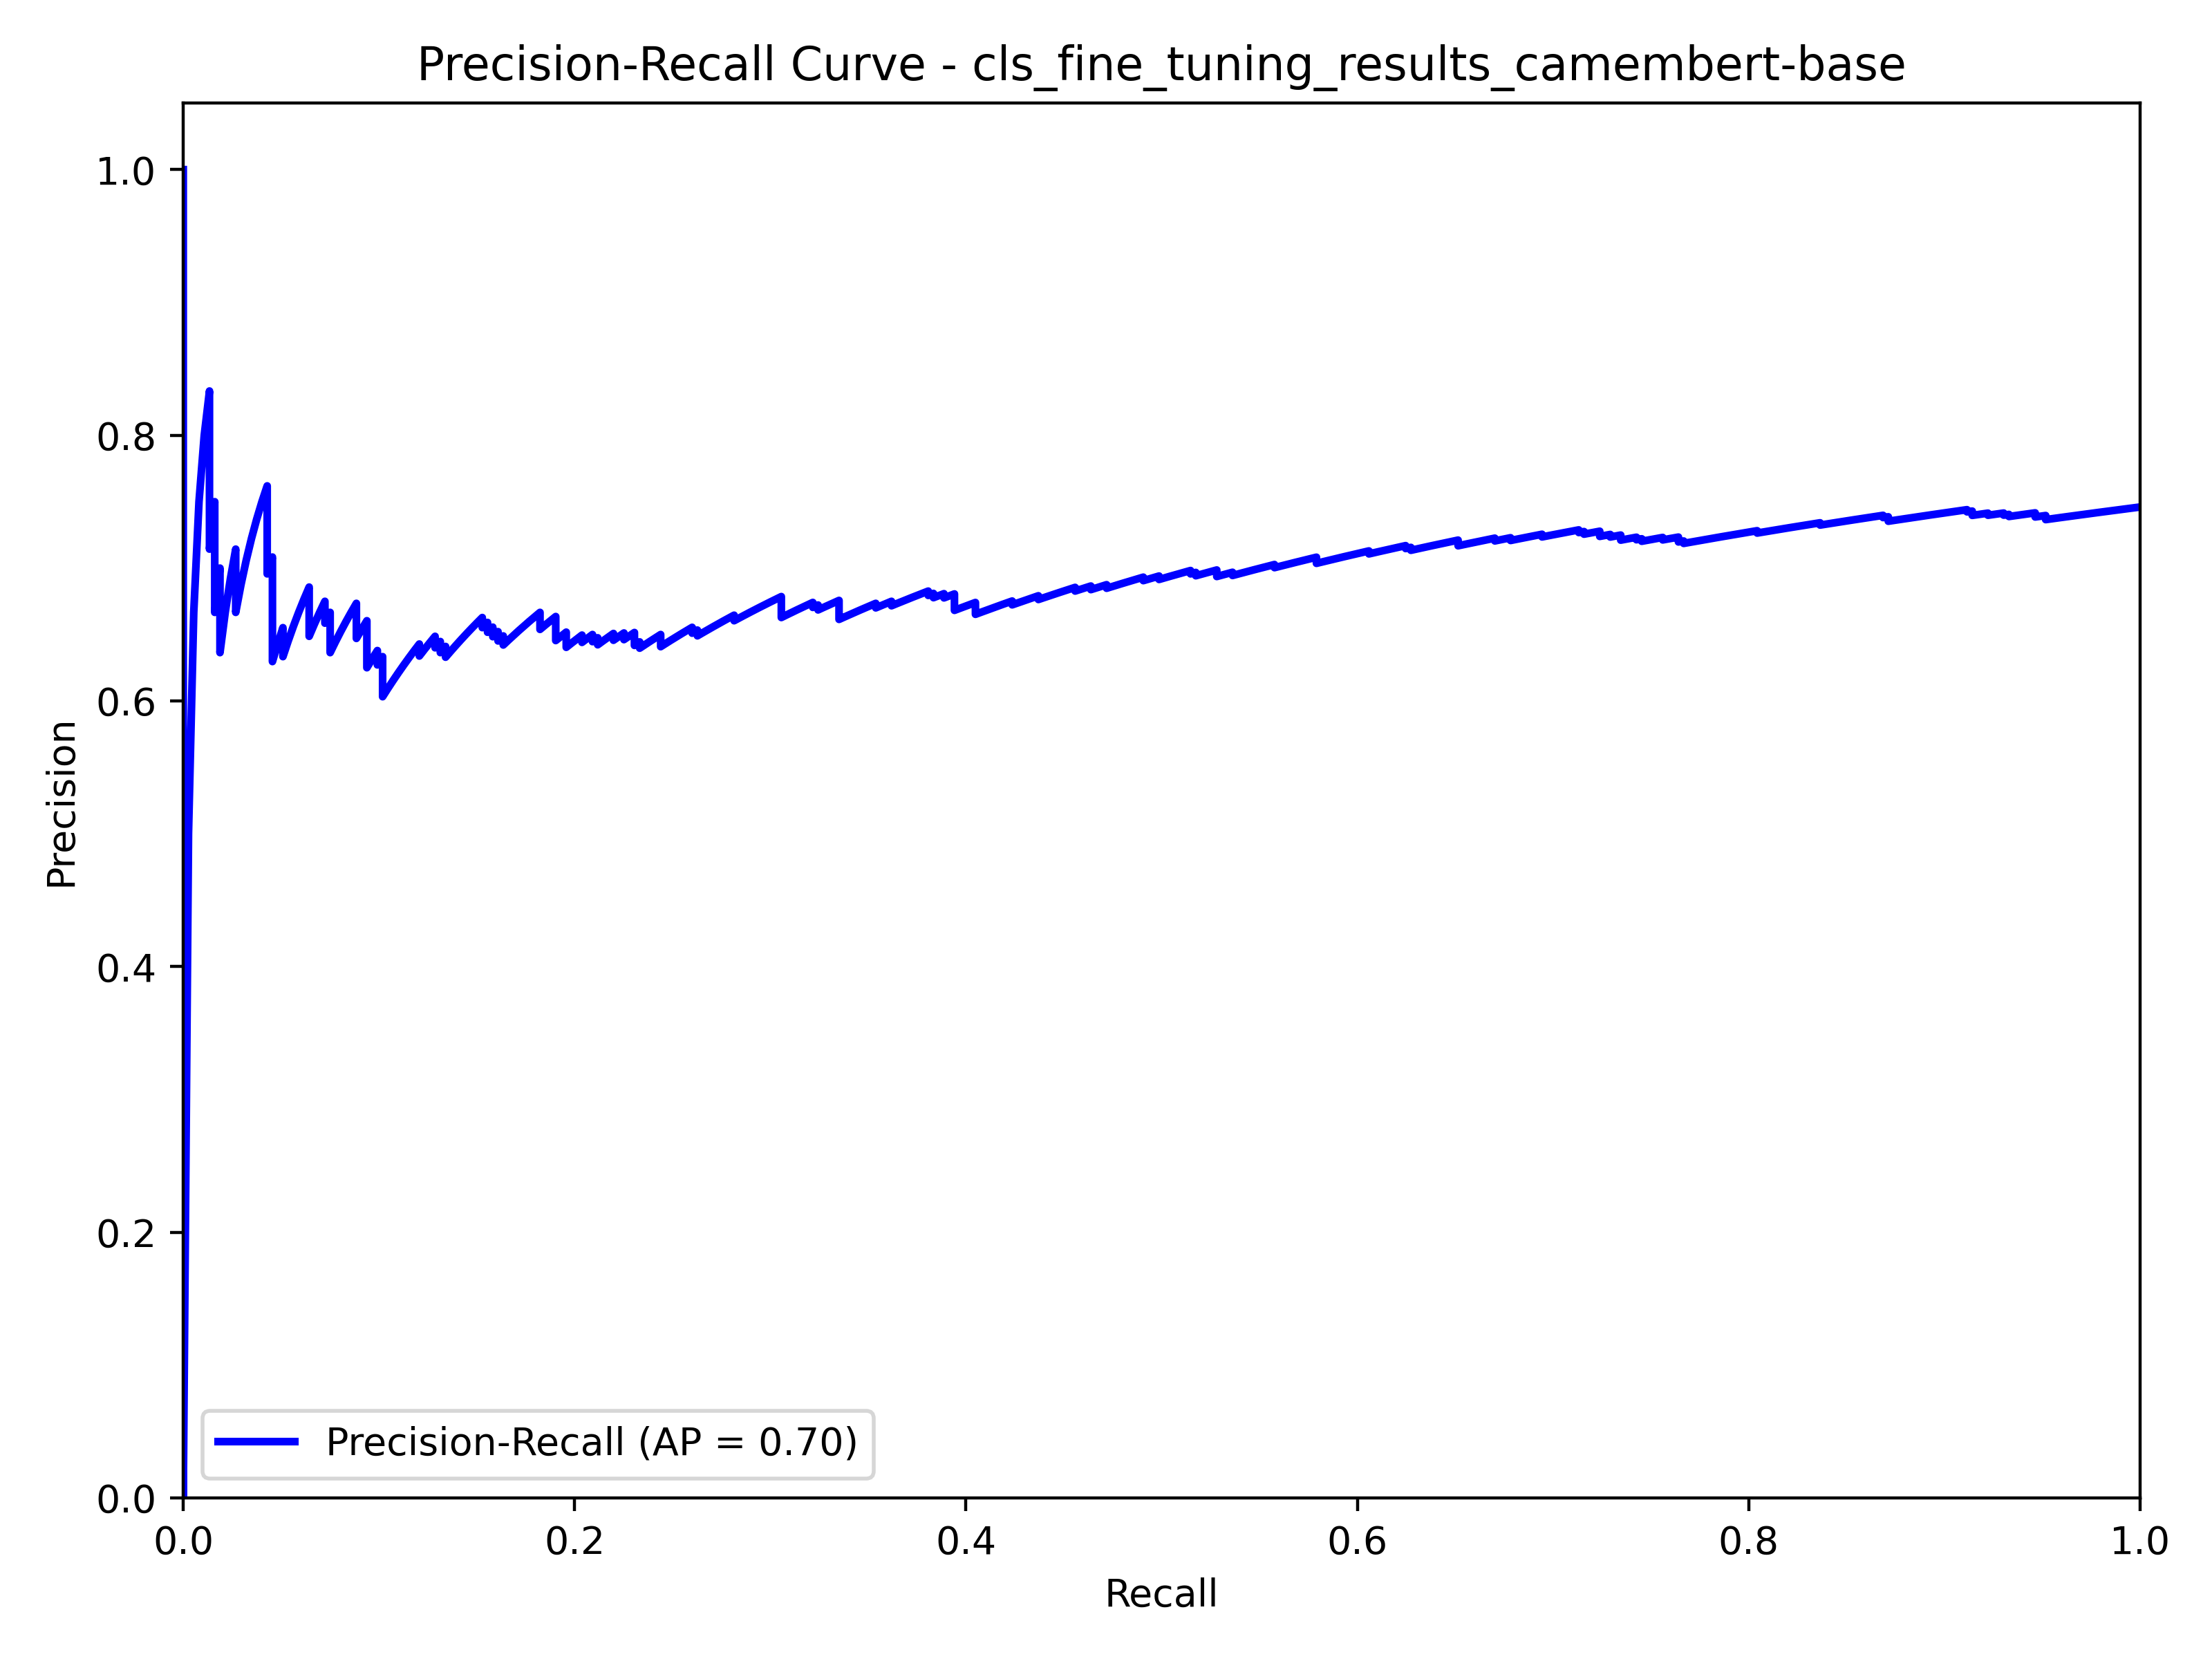 Precision-Recall Curve - cls_fine_tuning_results_camembert-base
1.0
0.8
0.6
0.4
0.2
0.0
Precision
Precision-Recall (AP = 0.70)
0.0 0.2 0.4 0.6 0.8 1.0
Recall